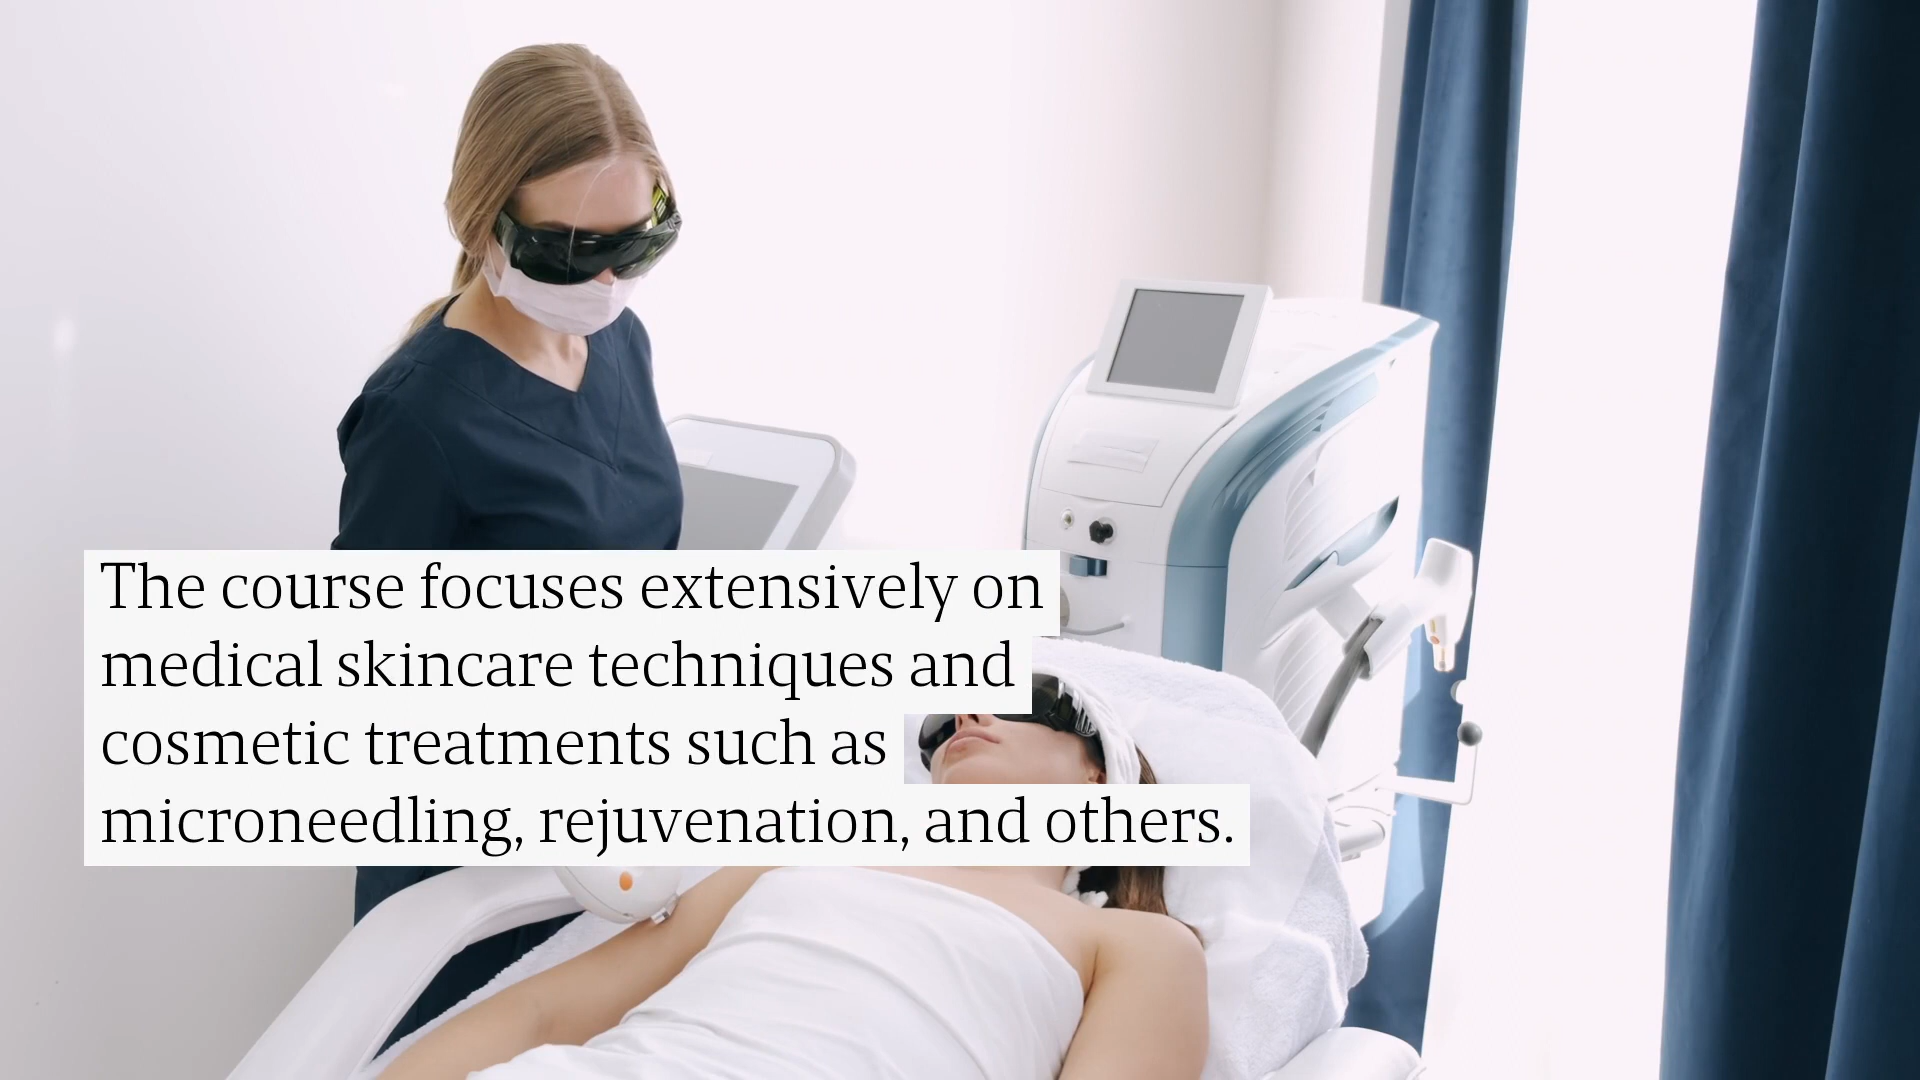 The course focuses extensively on
medical skincare techniques and
cosmetic treatments such as
microneedling, rejuvenation, and others.